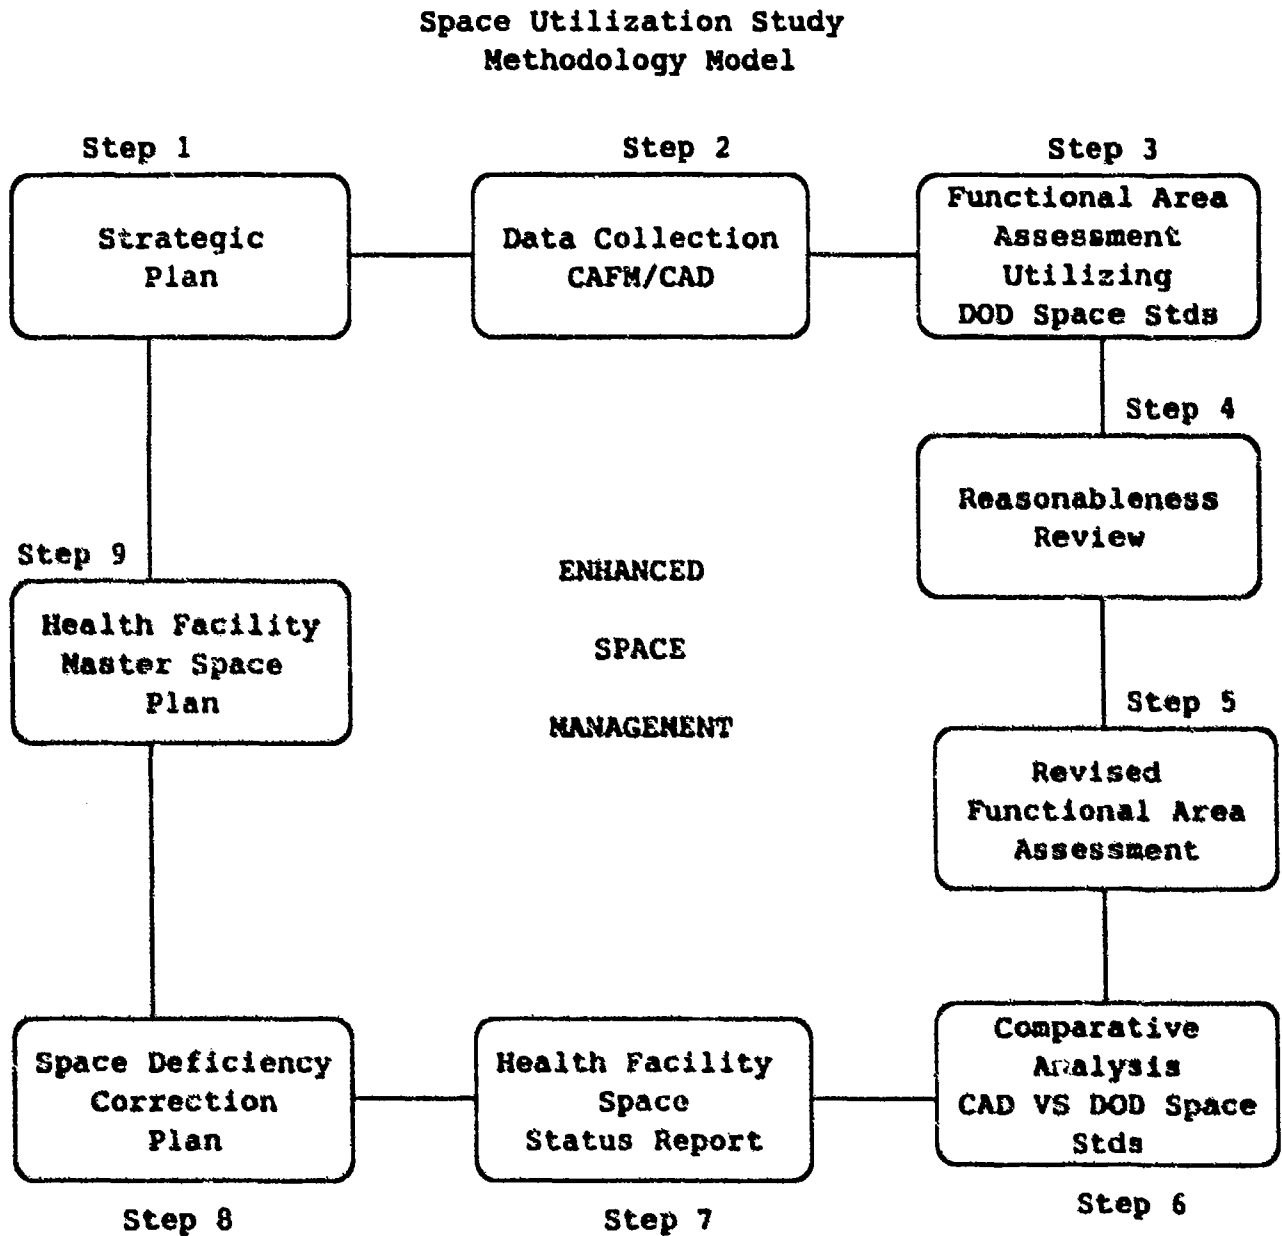 Space Utilization Study
Methodology Model
Step 1
Strategic
Plan
Step 2
Data Collection
CAFM/CAD
Step 3
Functional Area
Assessment
Utilizing
DOD Space Stds
Step 4
Reasonableness
Review
Step 5
Revised
Functional Area
Assessment
Comparative
Analysis
CAD VS DOD Space
Stds
Step 6
Health Facility
Space
Status Report
Step 7
Space Deficiency
Correction
Plan
Step 8
Step 9
Health Facility
Master Space
Plan
ENHANCED
SPACE
MANAGEMENT